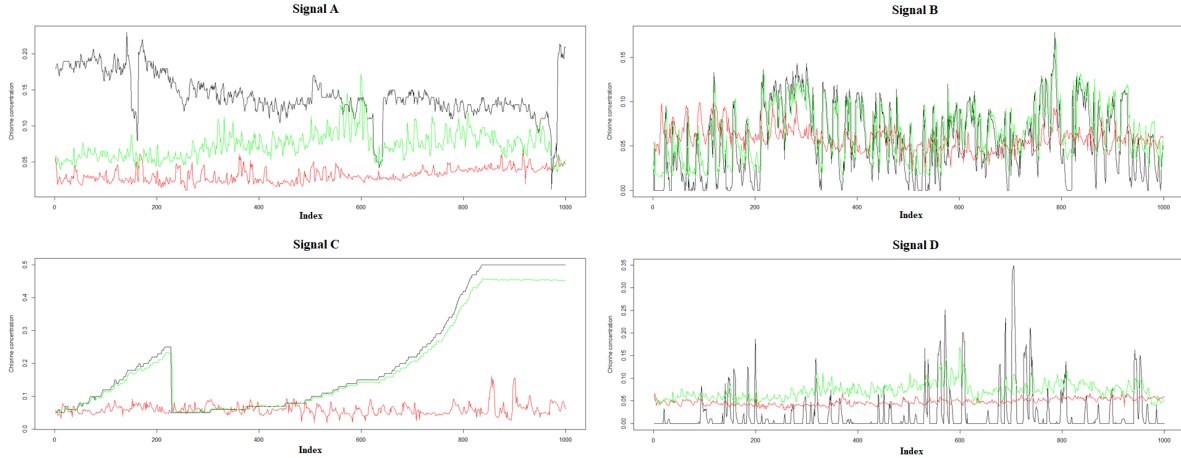 Signal A
Signal B
Chlorine concentration
0.20
0.15
0.10
0.05
0 200 400 600 800 1000
Index
Chlorine concentration
0.15
0.10
0.05
0.00
0 200 400 600 800 1000
Index
Signal C
Signal D
Chlorine concentration
0.5
0.4
0.3
0.2
0.1
0.0
0 200 400 600 800 1000
Index
Chlorine concentration
0.35
0.30
0.25
0.20
0.15
0.10
0.05
0.00
0 200 400 600 800 1000
Index